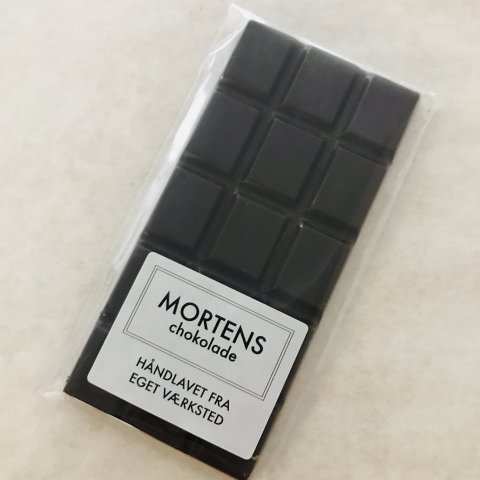 MORTENS
chokolade
HÅNDLAVET FRA
EGET VÆRKSTED